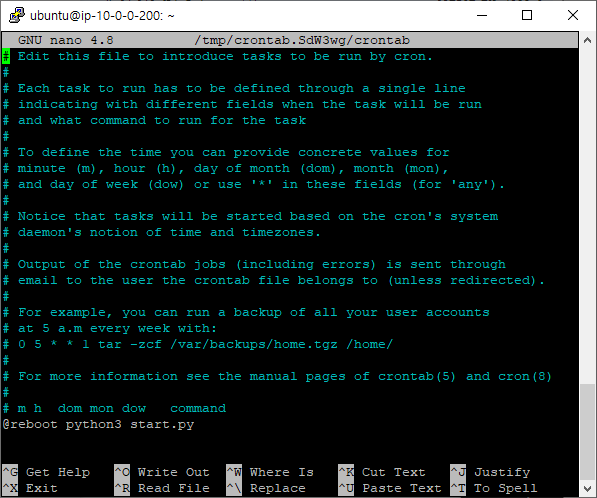 ubuntu@ip-10-0-0-200: ~
GNU nano 4.8 /tmp/crontab.SdW3wg/crontab
# Edit this file to introduce tasks to be run by cron.
#
# Each task to run has to be defined through a single line
# indicating with different fields when the task will be run
# and what command to run for the task
#
# To define the time you can provide concrete values for
# minute (m), hour (h), day of month (dom), month (mon),
# and day of week (dow) or use '*' in these fields (for 'any').
#
# Notice that tasks will be started based on the cron's system
# daemon's notion of time and timezones.
#
# Output of the crontab jobs (including errors) is sent through
# email to the user the crontab file belongs to (unless redirected).
#
# For example, you can run a backup of all your user accounts
# at 5 a.m every week with:
# 0 5 * * 1 tar -zcf /var/backups/home.tgz /home/
#
# For more information see the manual pages of crontab(5) and cron(8)
#
# m h  dom mon dow   command
@reboot python3 start.py
^G Get Help ^O Write Out ^W Where Is ^K Cut Text ^J Justify
^X Exit ^R Read File ^\ Replace ^U Paste Text ^T To Spell